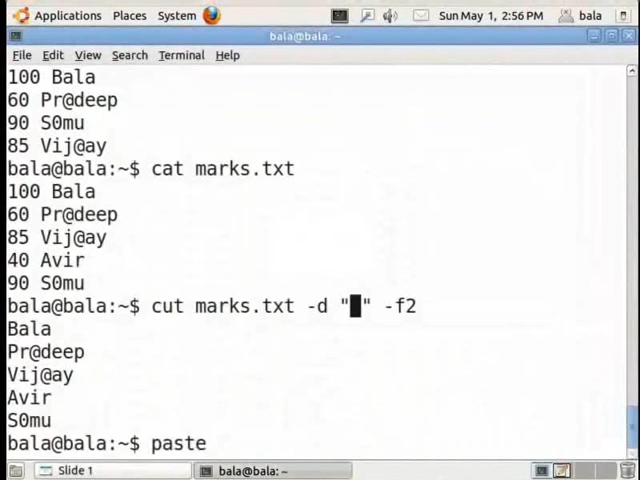 Applications Places System Sun May 1, 2:56 PM bala
bala@bala: ~
File Edit View Search Terminal Help
100 Bala
60 Pr@deep
90 S0mu
85 Vij@ay
bala@bala:~$ cat marks.txt
100 Bala
60 Pr@deep
85 Vij@ay
40 Avir
90 S0mu
bala@bala:~$ cut marks.txt -d " " -f2
Bala
Pr@deep
Vij@ay
Avir
S0mu
bala@bala:~$ paste
Slide 1 bala@bala: ~